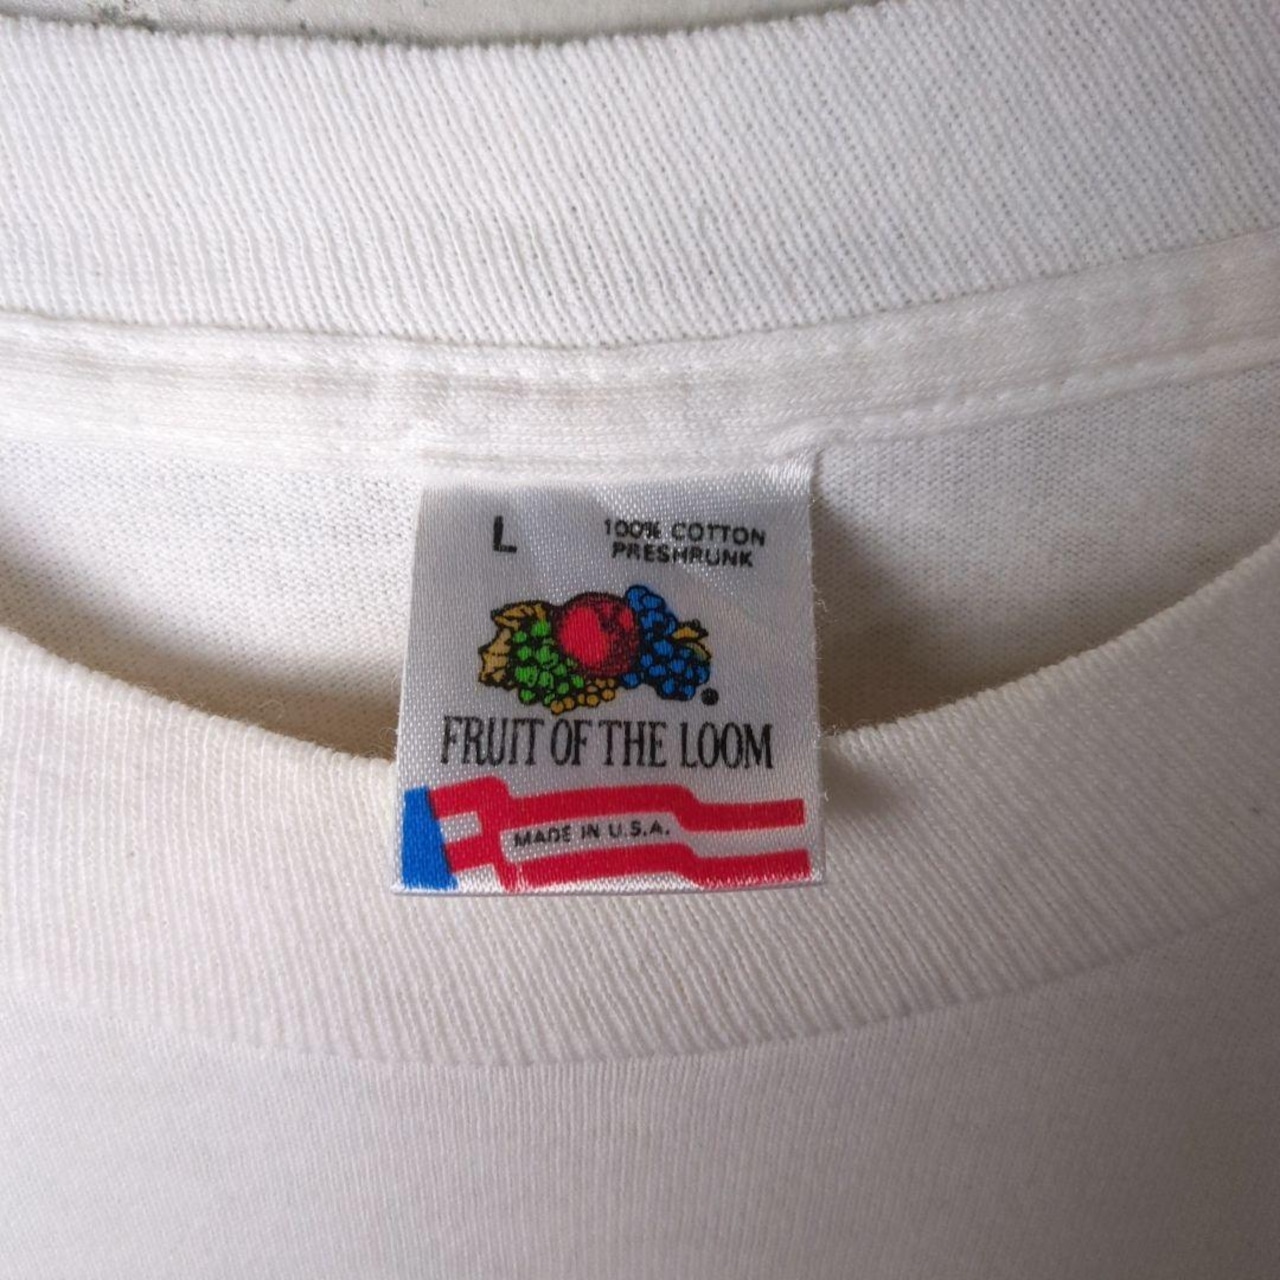 L
100% COTTON
PRESHRUNK
FRUIT OF THE LOOM
MADE IN U.S.A.